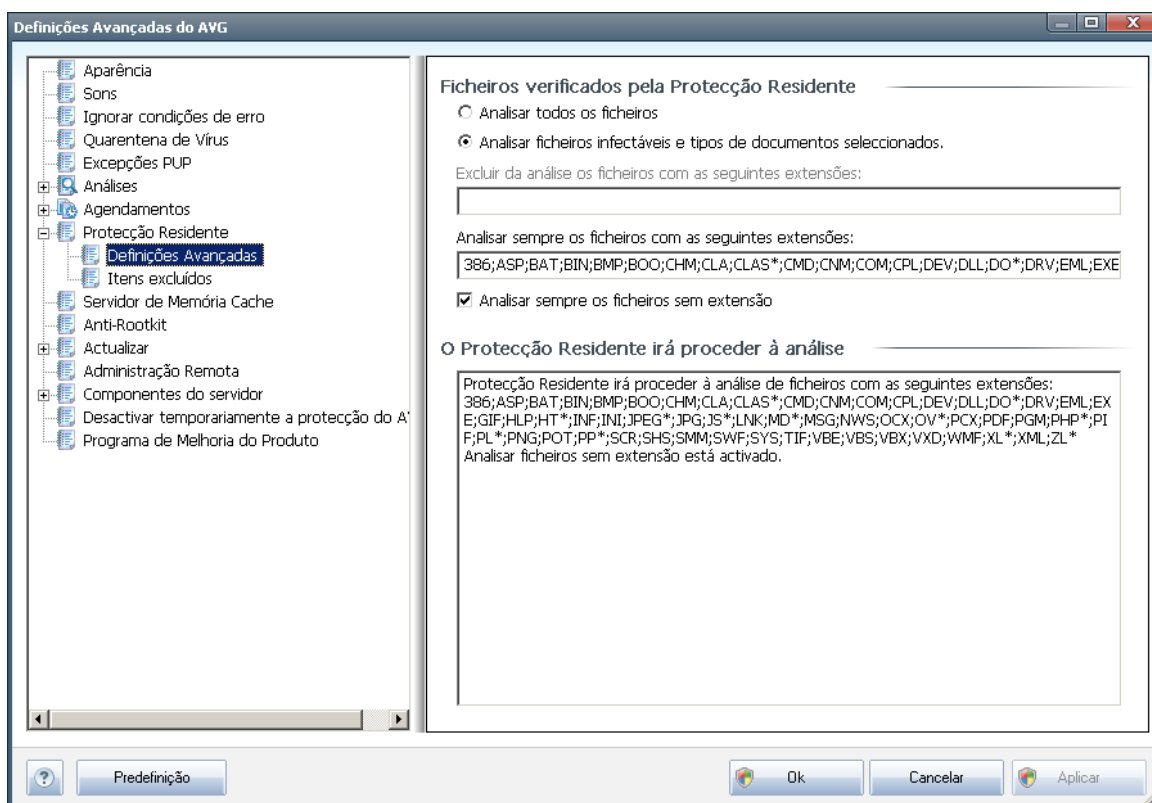 Definições Avançadas do AVG
Aparência
Sons
Ignorar condições de erro
Quarentena de Vírus
Excepções PUP
Análises
Agendamentos
Protecção Residente
Definições Avançadas
Itens excluídos
Servidor de Memória Cache
Anti-Rootkit
Actualizar
Administração Remota
Componentes do servidor
Desactivar temporariamente a protecção do A
Programa de Melhoria do Produto
Ficheiros verificados pela Protecção Residente
Analisar todos os ficheiros
Analisar ficheiros infectáveis e tipos de documentos seleccionados.
Excluir da análise os ficheiros com as seguintes extensões:
Analisar sempre os ficheiros com as seguintes extensões:
386;ASP;BAT;BIN;BMP;BOO;CHM;CLA;CLAS*;CMD;CNM;COM;CPL;DEV;DLL;DO*;DRV;EML;EXE
Analisar sempre os ficheiros sem extensão
O Protecção Residente irá proceder à análise
Protecção Residente irá proceder à análise de ficheiros com as seguintes extensões:
386;ASP;BAT;BIN;BMP;BOO;CHM;CLA;CLAS*;CMD;CNM;COM;CPL;DEV;DLL;DO*;DRV;EML;EX
E;GIF;HLP;HT*;INF;INI;JPEG*;JPG;JS*;LNK;MD*;MSG;NWS;OCX;OV*;PCX;PDF;PGM;PHP*;PI
F;PL*;PNG;POT;PP*;SCR;SHS;SMM;SWF;SYS;TIF;VBE;VBS;VBX;VXD;WMF;XL*;XML;ZL*
Analisar ficheiros sem extensão está activado.
?
Predefinição
Ok
Cancelar
Aplicar